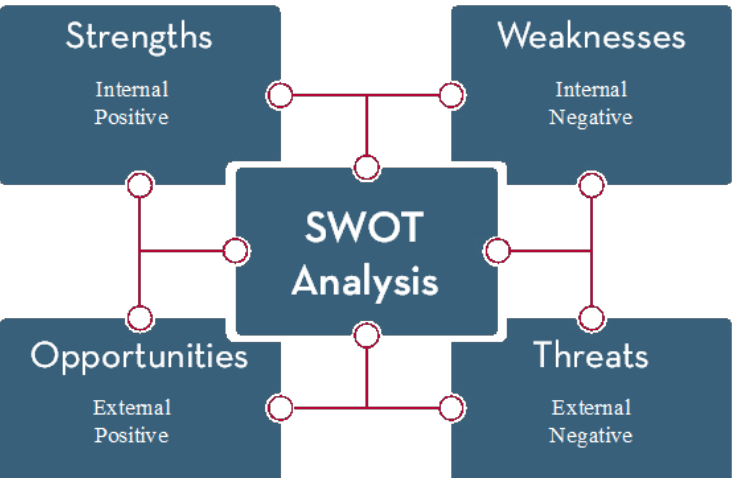 Strengths
Internal
Positive
Weaknesses
Internal
Negative
SWOT
Analysis
Opportunities
External
Positive
Threats
External
Negative